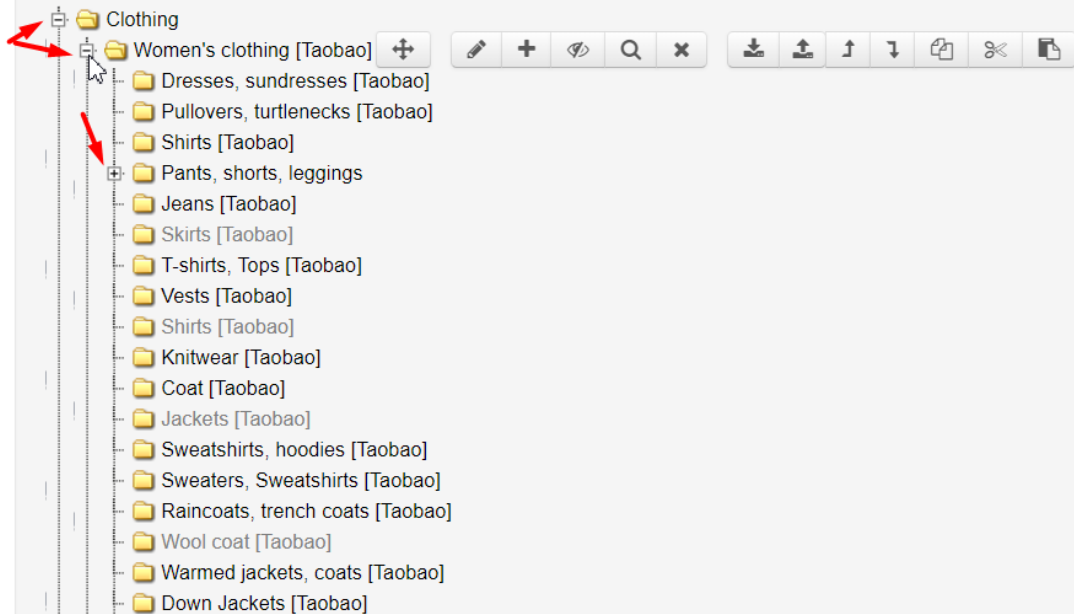 Clothing
Women's clothing [Taobao]
Dresses, sundresses [Taobao]
Pullovers, turtlenecks [Taobao]
Shirts [Taobao]
Pants, shorts, leggings
Jeans [Taobao]
Skirts [Taobao]
T-shirts, Tops [Taobao]
Vests [Taobao]
Shirts [Taobao]
Knitwear [Taobao]
Coat [Taobao]
Jackets [Taobao]
Sweatshirts, hoodies [Taobao]
Sweaters, Sweatshirts [Taobao]
Raincoats, trench coats [Taobao]
Wool coat [Taobao]
Warmed jackets, coats [Taobao]
Down Jackets [Taobao]